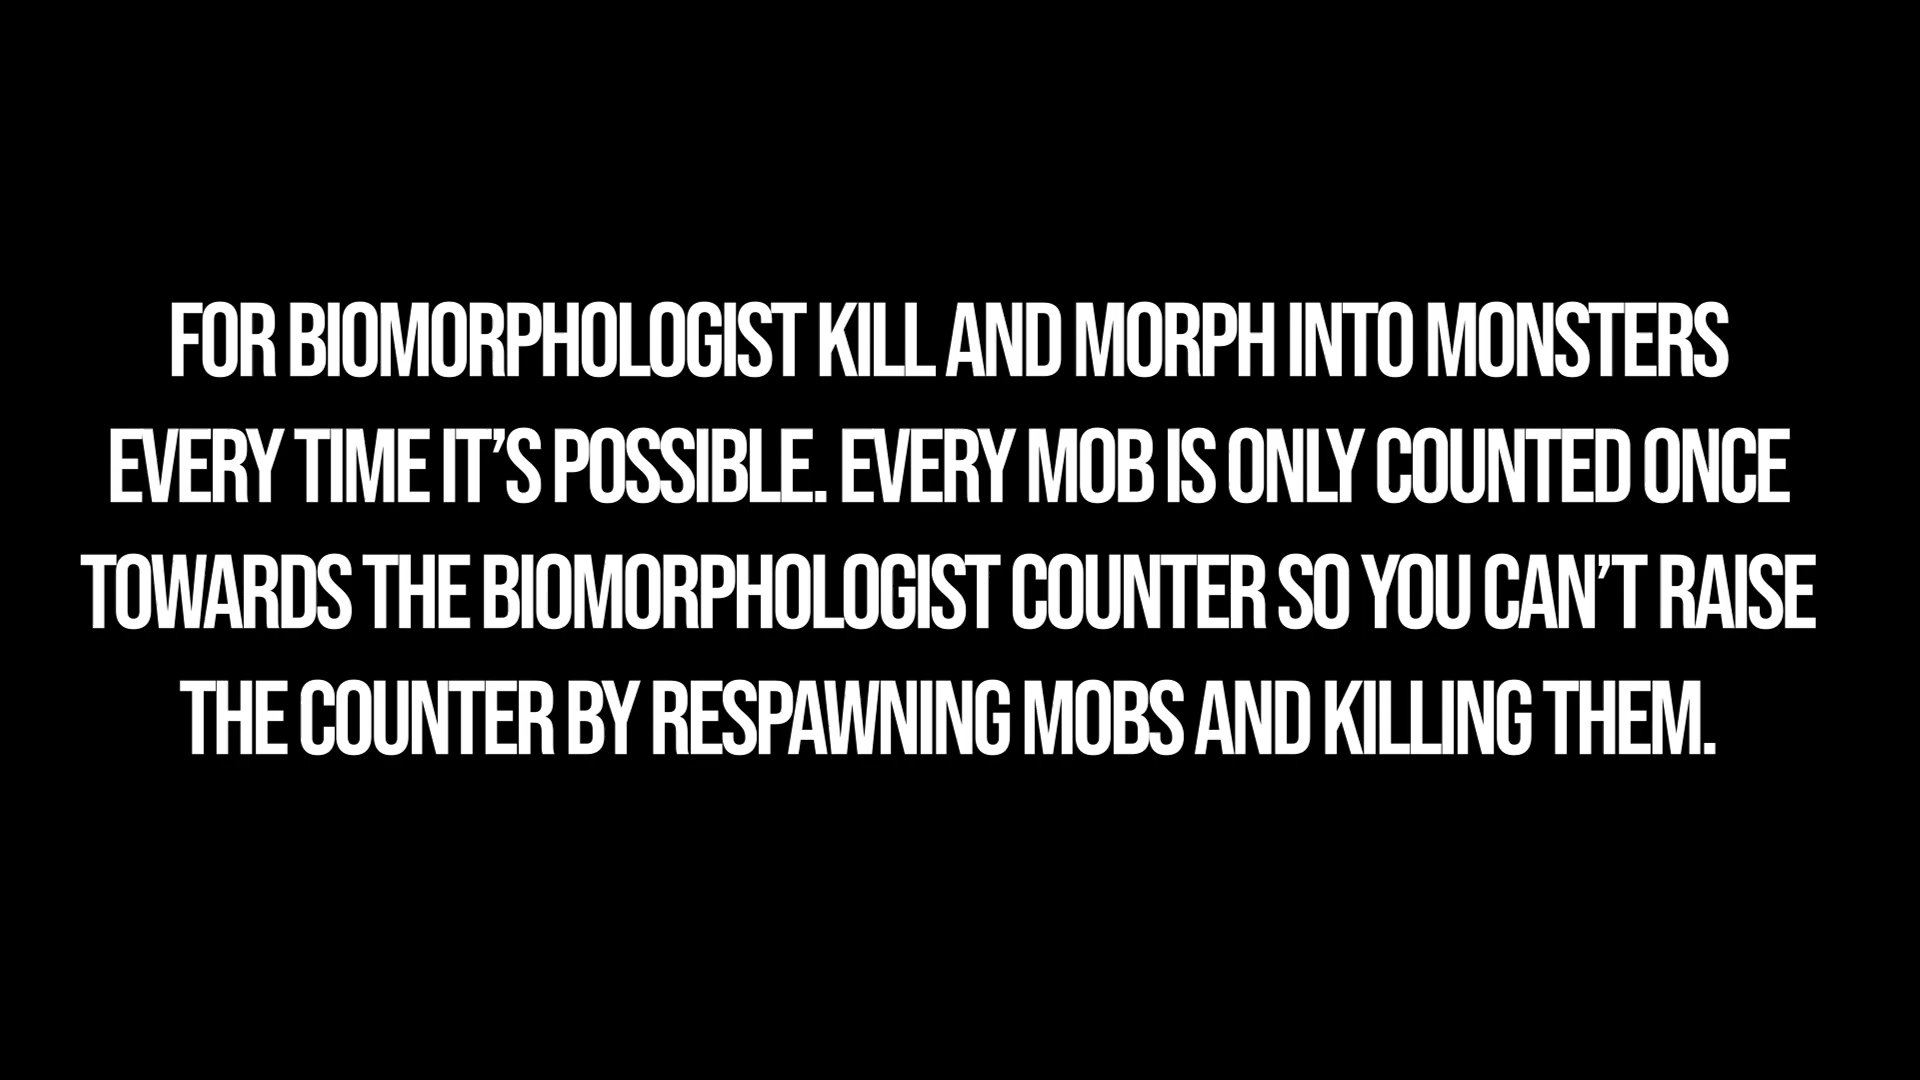 FOR BIOMORPHOLOGIST KILL AND MORPH INTO MONSTERS
EVERY TIME IT’S POSSIBLE. EVERY MOB IS ONLY COUNTED ONCE
TOWARDS THE BIOMORPHOLOGIST COUNTER SO YOU CAN’T RAISE
THE COUNTER BY RESPAWNING MOBS AND KILLING THEM.